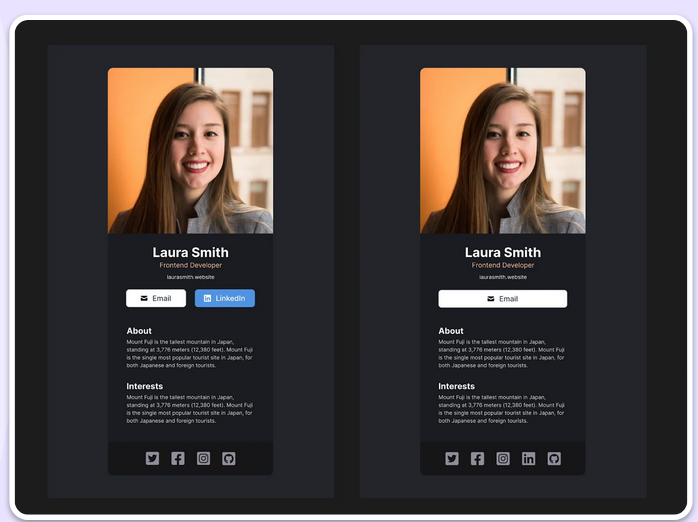 Laura Smith
Frontend Developer
laurasmith.website
Email
LinkedIn
About
Mount Fuji is the tallest mountain in Japan,
standing at 3,776 meters (12,380 feet). Mount Fuji
is the single most popular tourist site in Japan, for
both Japanese and foreign tourists.
Interests
Mount Fuji is the tallest mountain in Japan,
standing at 3,776 meters (12,380 feet). Mount Fuji
is the single most popular tourist site in Japan, for
both Japanese and foreign tourists.
Laura Smith
Frontend Developer
laurasmith.website
Email
About
Mount Fuji is the tallest mountain in Japan,
standing at 3,776 meters (12,380 feet). Mount Fuji
is the single most popular tourist site in Japan, for
both Japanese and foreign tourists.
Interests
Mount Fuji is the tallest mountain in Japan,
standing at 3,776 meters (12,380 feet). Mount Fuji
is the single most popular tourist site in Japan, for
both Japanese and foreign tourists.